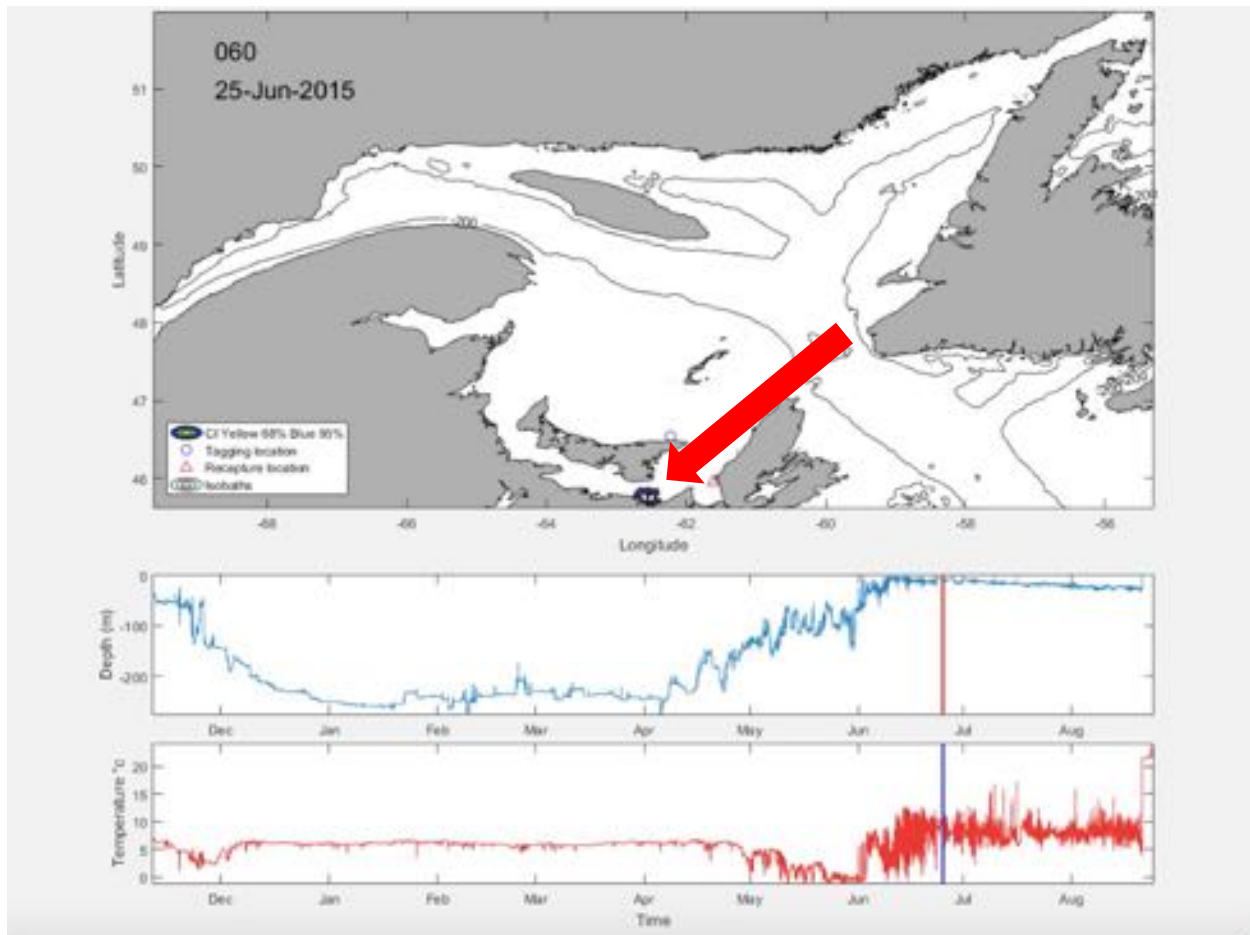 060
25-Jun-2015
51
50
49
48
47
46
Latitude
-200
CI Yellow 68% Blue 95%
Tagging location
Recapture location
Isobaths
-68
-66
-64
-62
-60
-58
-56
Longitude
0
-100
-200
Depth (m)
Dec
Jan
Feb
Mar
Apr
May
Jun
Jul
Aug
20
15
10
5
0
Temperature °c
Dec
Jan
Feb
Mar
Apr
May
Jun
Jul
Aug
Time